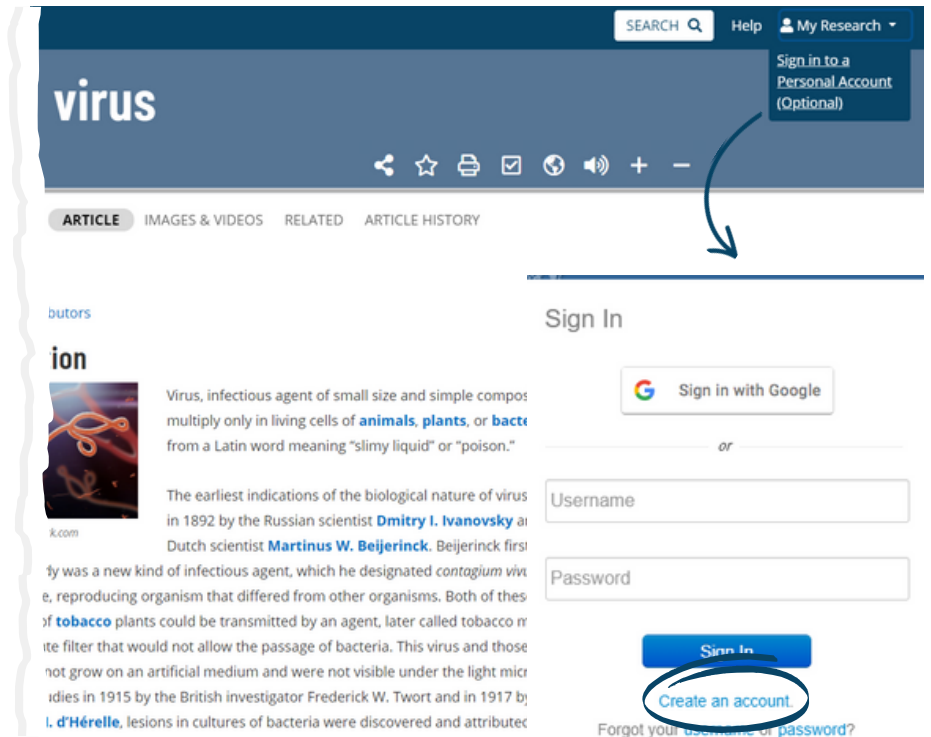 SEARCH Help My Research
Sign in to a
Personal Account
(Optional)
virus
ARTICLE IMAGES & VIDEOS RELATED ARTICLE HISTORY
butors
ion
Virus, infectious agent of small size and simple compos
multiply only in living cells of animals, plants, or bacte
from a Latin word meaning “slimy liquid” or “poison.”
The earliest indications of the biological nature of virus
in 1892 by the Russian scientist Dmitry I. Ivanovsky a
k.com
Dutch scientist Martinus W. Beijerinck. Beijerinck first
dy was a new kind of infectious agent, which he designated contagium viv
e, reproducing organism that differed from other organisms. Both of thes
of tobacco plants could be transmitted by an agent, later called tobacco m
te filter that would not allow the passage of bacteria. This virus and those
not grow on an artificial medium and were not visible under the light micr
udies in 1915 by the British investigator Frederick W. Twort and in 1917 by
I. d’Hérelle, lesions in cultures of bacteria were discovered and attributed
Sign In
Sign in with Google
or
Username
Password
Sign In
Create an account.
Forgot your username or password?